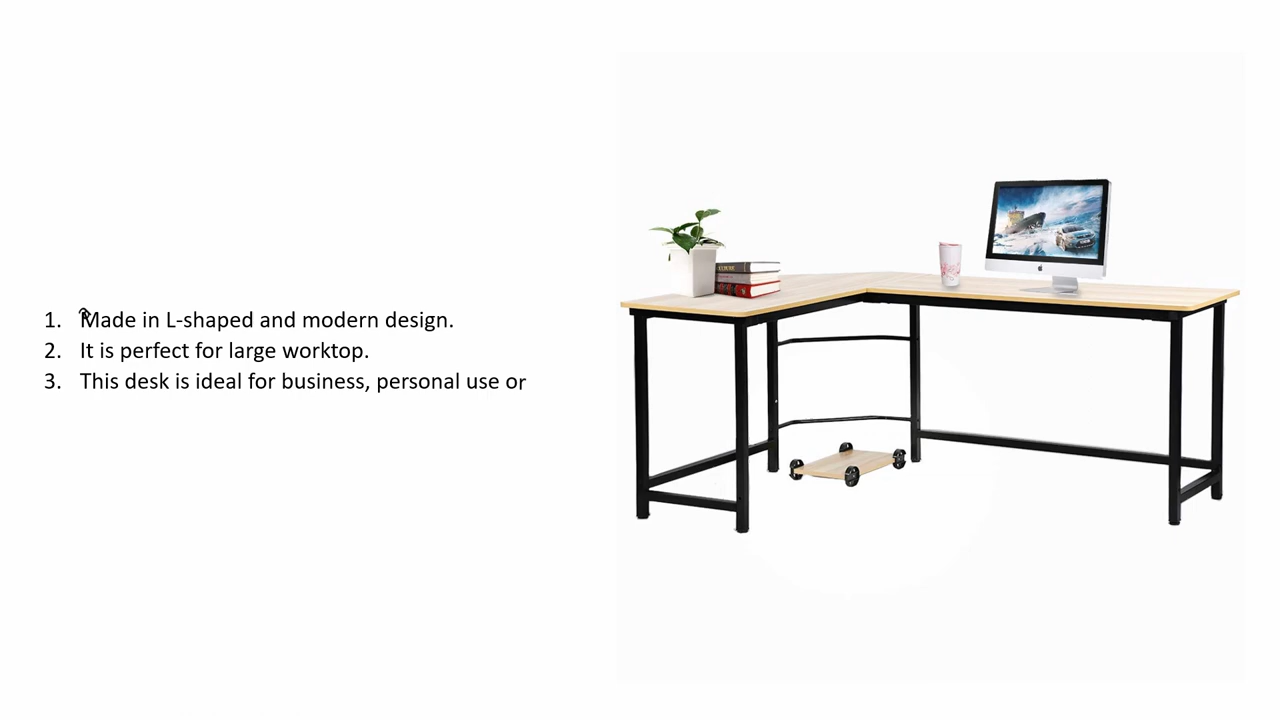 1. Made in L-shaped and modern design.
2. It is perfect for large worktop.
3. This desk is ideal for business, personal use or